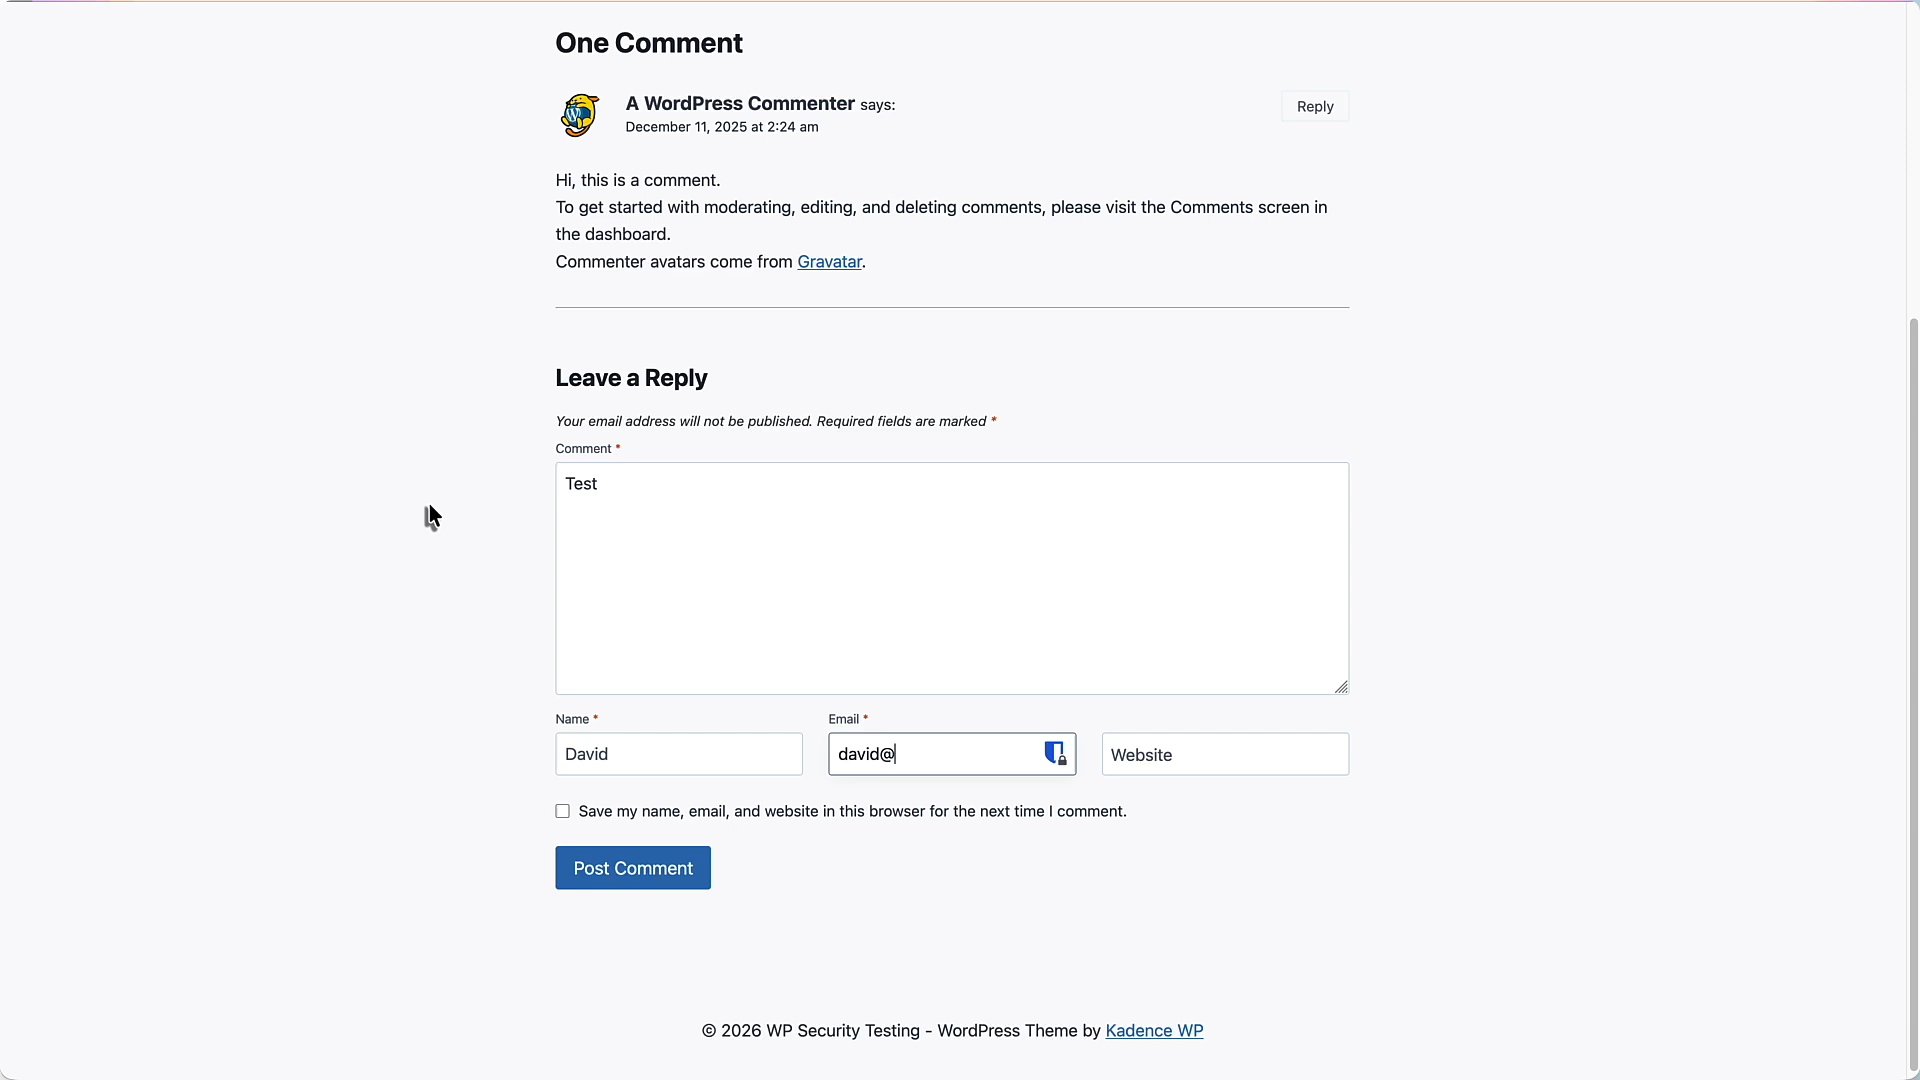 One Comment
A WordPress Commenter says:
Reply
December 11, 2025 at 2:24 am
Hi, this is a comment.
To get started with moderating, editing, and deleting comments, please visit the Comments screen in
the dashboard.
Commenter avatars come from Gravatar.
Leave a Reply
Your email address will not be published. Required fields are marked *
Comment *
Test
Name *
Email *
David
david@
Website
Save my name, email, and website in this browser for the next time I comment.
Post Comment
© 2026 WP Security Testing - WordPress Theme by Kadence WP